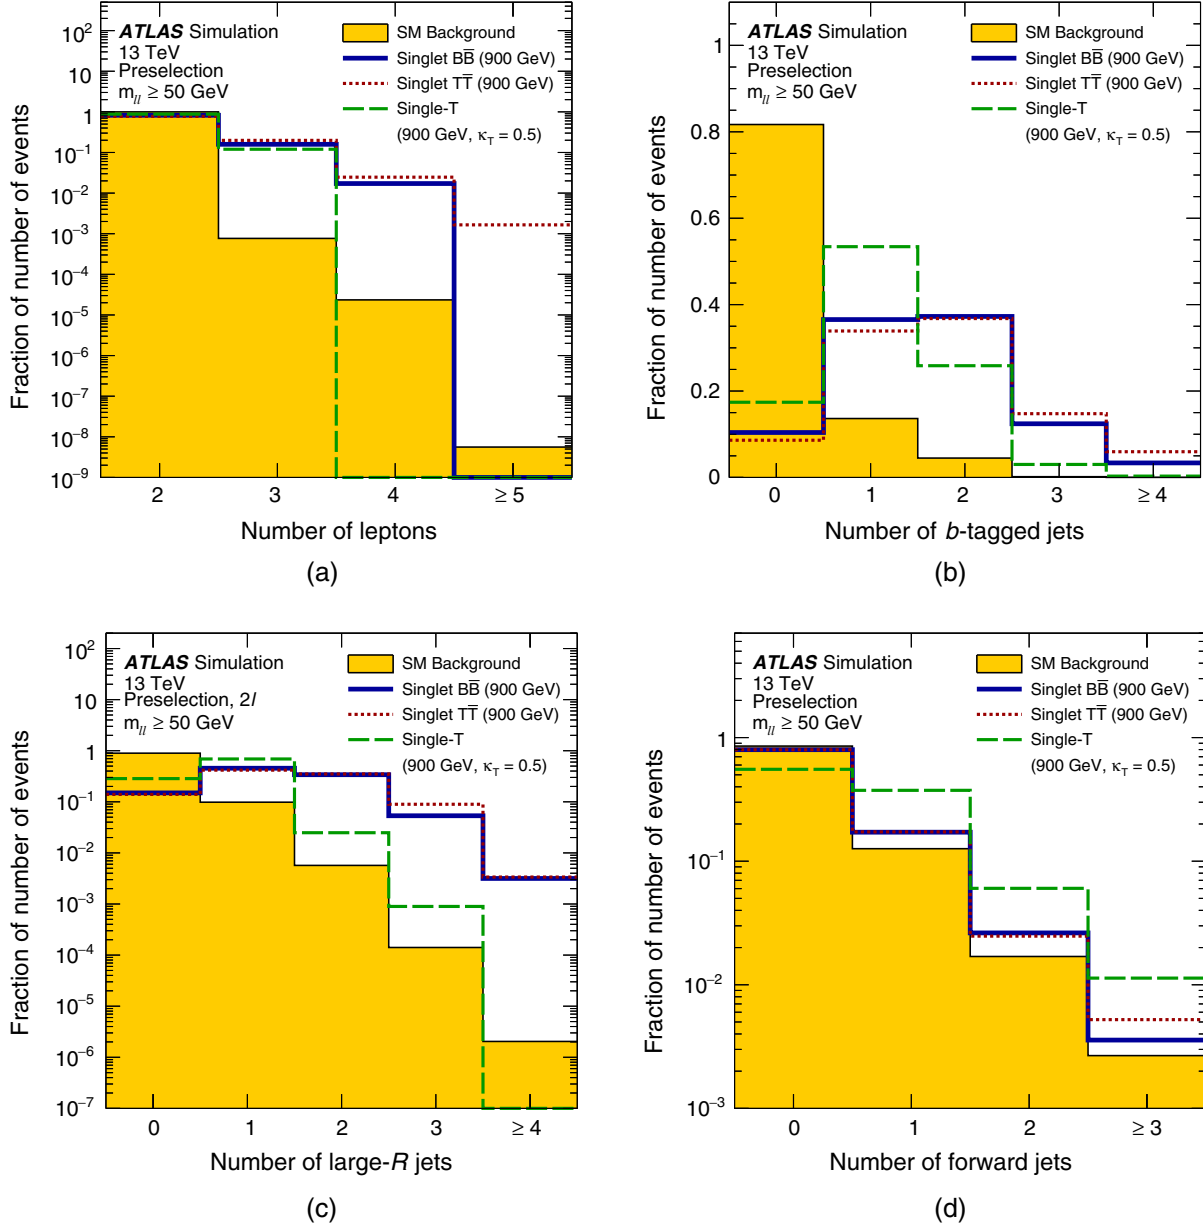 ATLAS Simulation
13 TeV
Preselection
m_ll ≥ 50 GeV
SM Background
Singlet BB̅ (900 GeV)
Singlet TT̅ (900 GeV)
Single-T
(900 GeV, κ_T = 0.5)
Fraction of number of events
10²
10
1
10⁻¹
10⁻²
10⁻³
10⁻⁴
10⁻⁵
10⁻⁶
10⁻⁷
10⁻⁸
10⁻⁹
2 3 4 ≥ 5
Number of leptons
(a)
ATLAS Simulation
13 TeV
Preselection
m_ll ≥ 50 GeV
SM Background
Singlet BB̅ (900 GeV)
Singlet TT̅ (900 GeV)
Single-T
(900 GeV, κ_T = 0.5)
Fraction of number of events
1
0.8
0.6
0.4
0.2
0
0 1 2 3 ≥ 4
Number of b-tagged jets
(b)
ATLAS Simulation
13 TeV
Preselection, 2l
m_ll ≥ 50 GeV
SM Background
Singlet BB̅ (900 GeV)
Singlet TT̅ (900 GeV)
Single-T
(900 GeV, κ_T = 0.5)
Fraction of number of events
10²
10
1
10⁻¹
10⁻²
10⁻³
10⁻⁴
10⁻⁵
10⁻⁶
10⁻⁷
0 1 2 3 ≥ 4
Number of large-R jets
(c)
ATLAS Simulation
13 TeV
Preselection
m_ll ≥ 50 GeV
SM Background
Singlet BB̅ (900 GeV)
Singlet TT̅ (900 GeV)
Single-T
(900 GeV, κ_T = 0.5)
Fraction of number of events
1
10⁻¹
10⁻²
10⁻³
0 1 2 ≥ 3
Number of forward jets
(d)